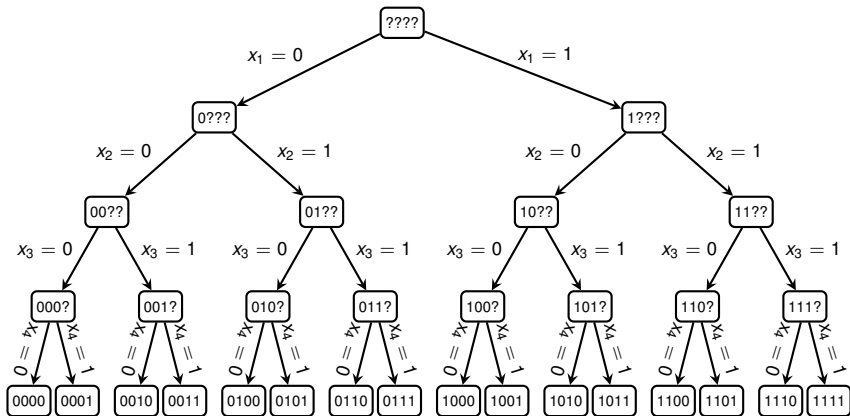 ????
x₁ = 0 x₁ = 1
0??? 1???
x₂ = 0 x₂ = 1 x₂ = 0 x₂ = 1
00?? 01?? 10?? 11??
x₃ = 0 x₃ = 1 x₃ = 0 x₃ = 1 x₃ = 0 x₃ = 1 x₃ = 0 x₃ = 1
000? 001? 010? 011? 100? 101? 110? 111?
x₄ = 0 x₄ = 1 x₄ = 0 x₄ = 1 x₄ = 0 x₄ = 1 x₄ = 0 x₄ = 1 x₄ = 0 x₄ = 1 x₄ = 0 x₄ = 1 x₄ = 0 x₄ = 1 x₄ = 0 x₄ = 1
0000 0001 0010 0011 0100 0101 0110 0111 1000 1001 1010 1011 1100 1101 1110 1111